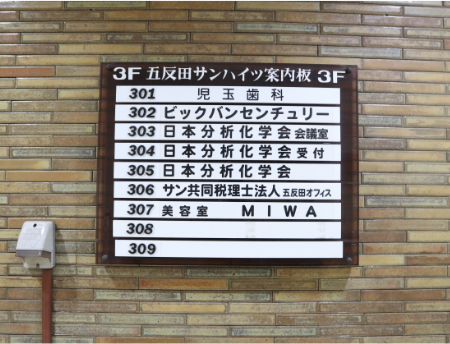 3F 五反田サンハイツ案内板 3F
301 児玉歯科
302 ビックバンセンチュリー
303 日本分析化学会 会議室
304 日本分析化学会 受付
305 日本分析化学会
306 サン共同税理士法人 五反田オフィス
307 美容室 MIWA
308
309